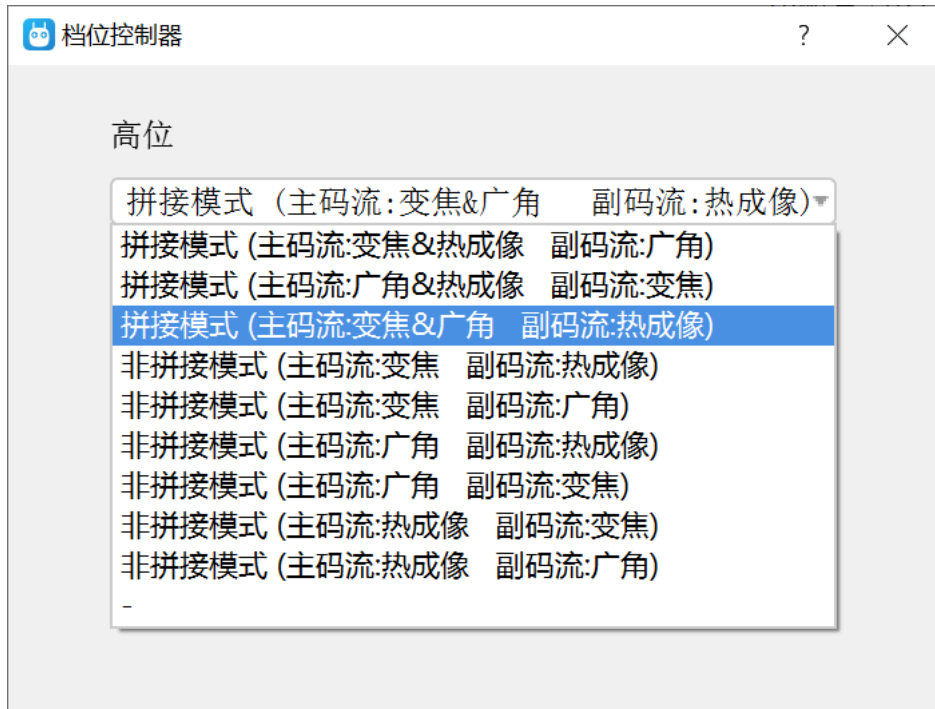 档位控制器
?
高位
拼接模式 (主码流:变焦&广角   副码流:热成像)
拼接模式 (主码流:变焦&热成像   副码流:广角)
拼接模式 (主码流:广角&热成像   副码流:变焦)
拼接模式 (主码流:变焦&广角   副码流:热成像)
非拼接模式 (主码流:变焦   副码流:热成像)
非拼接模式 (主码流:变焦   副码流:广角)
非拼接模式 (主码流:广角   副码流:热成像)
非拼接模式 (主码流:广角   副码流:变焦)
非拼接模式 (主码流:热成像   副码流:变焦)
非拼接模式 (主码流:热成像   副码流:广角)
-